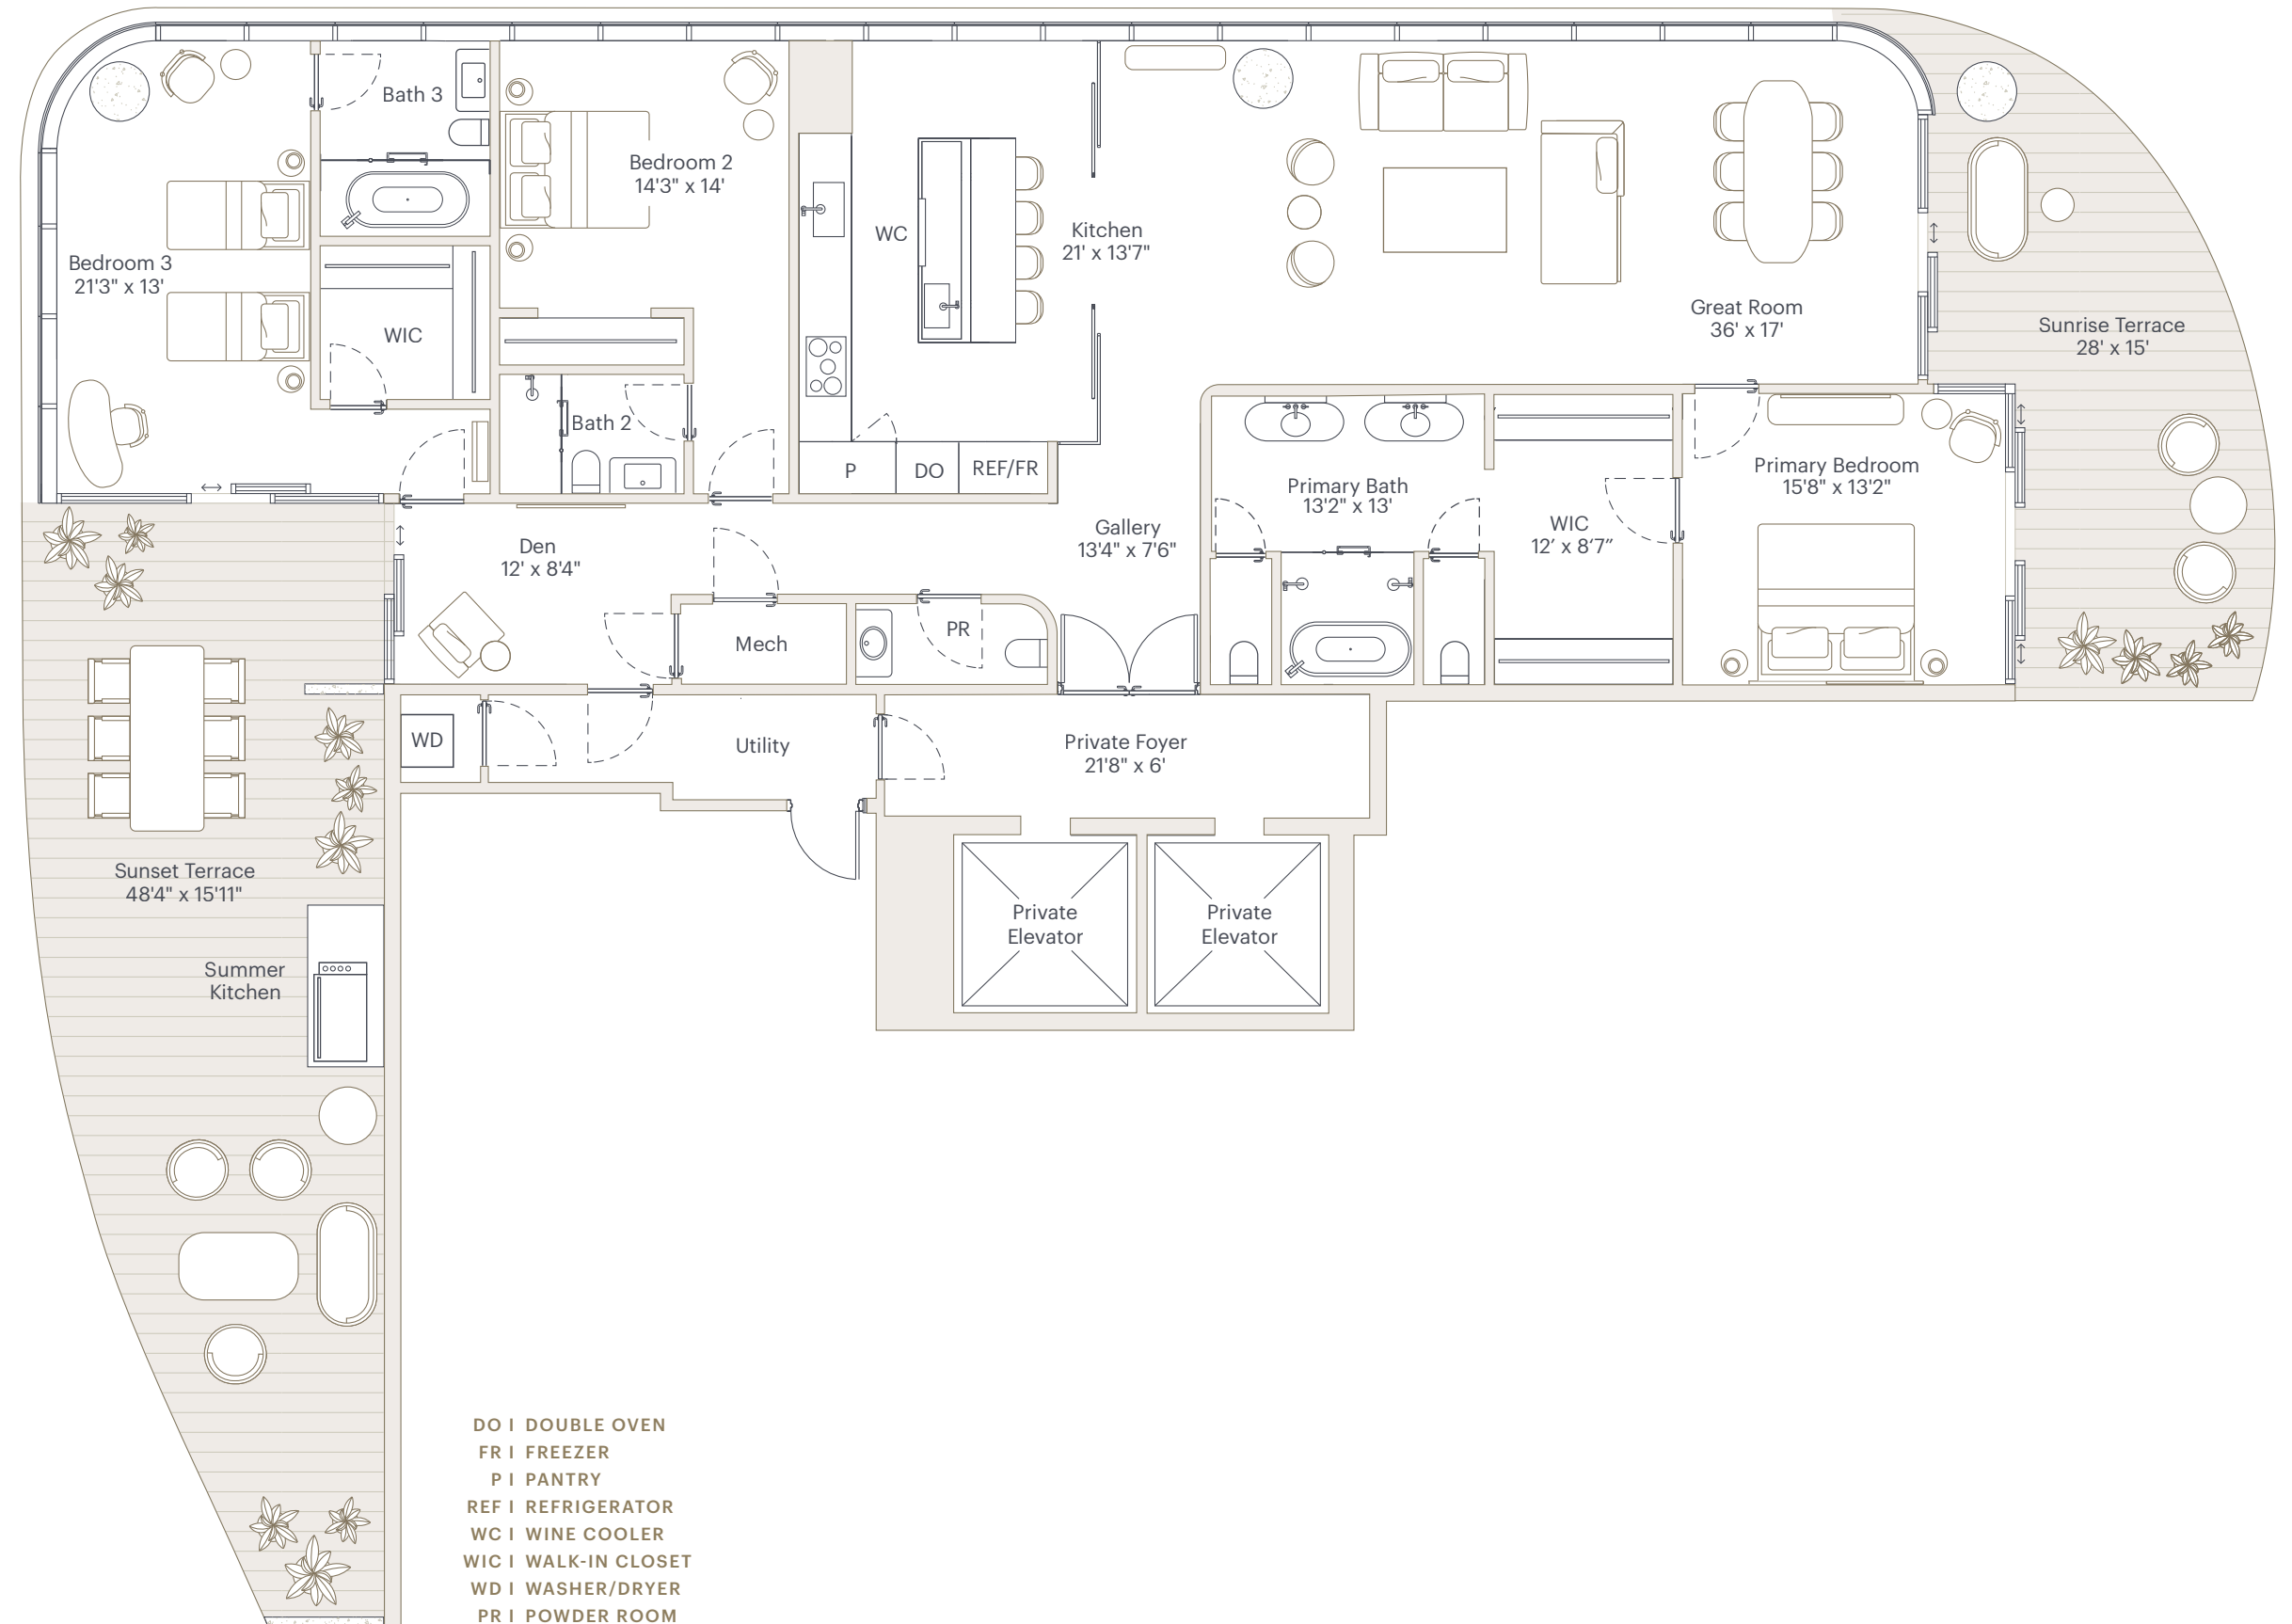 Bath 3
Bedroom 2
14'3" x 14'
WC
Kitchen
21' x 13'7"
Bedroom 3
21'3" x 13'
WIC
Great Room
36' x 17'
Sunrise Terrace
28' x 15'
Bath 2
P
DO
REF/FR
Primary Bath
13'2" x 13'
Primary Bedroom
15'8" x 13'2"
WIC
12’ x 8’7”
Gallery
13'4" x 7'6"
Den
12' x 8'4"
Mech
PR
WD
Utility
Private Foyer
21'8" x 6'
Sunset Terrace
48'4" x 15'11"
Private
Elevator
Private
Elevator
Summer
Kitchen
DO I DOUBLE OVEN
FR I FREEZER
P I PANTRY
REF I REFRIGERATOR
WC I WINE COOLER
WIC I WALK-IN CLOSET
WD I WASHER/DRYER
PR I POWDER ROOM